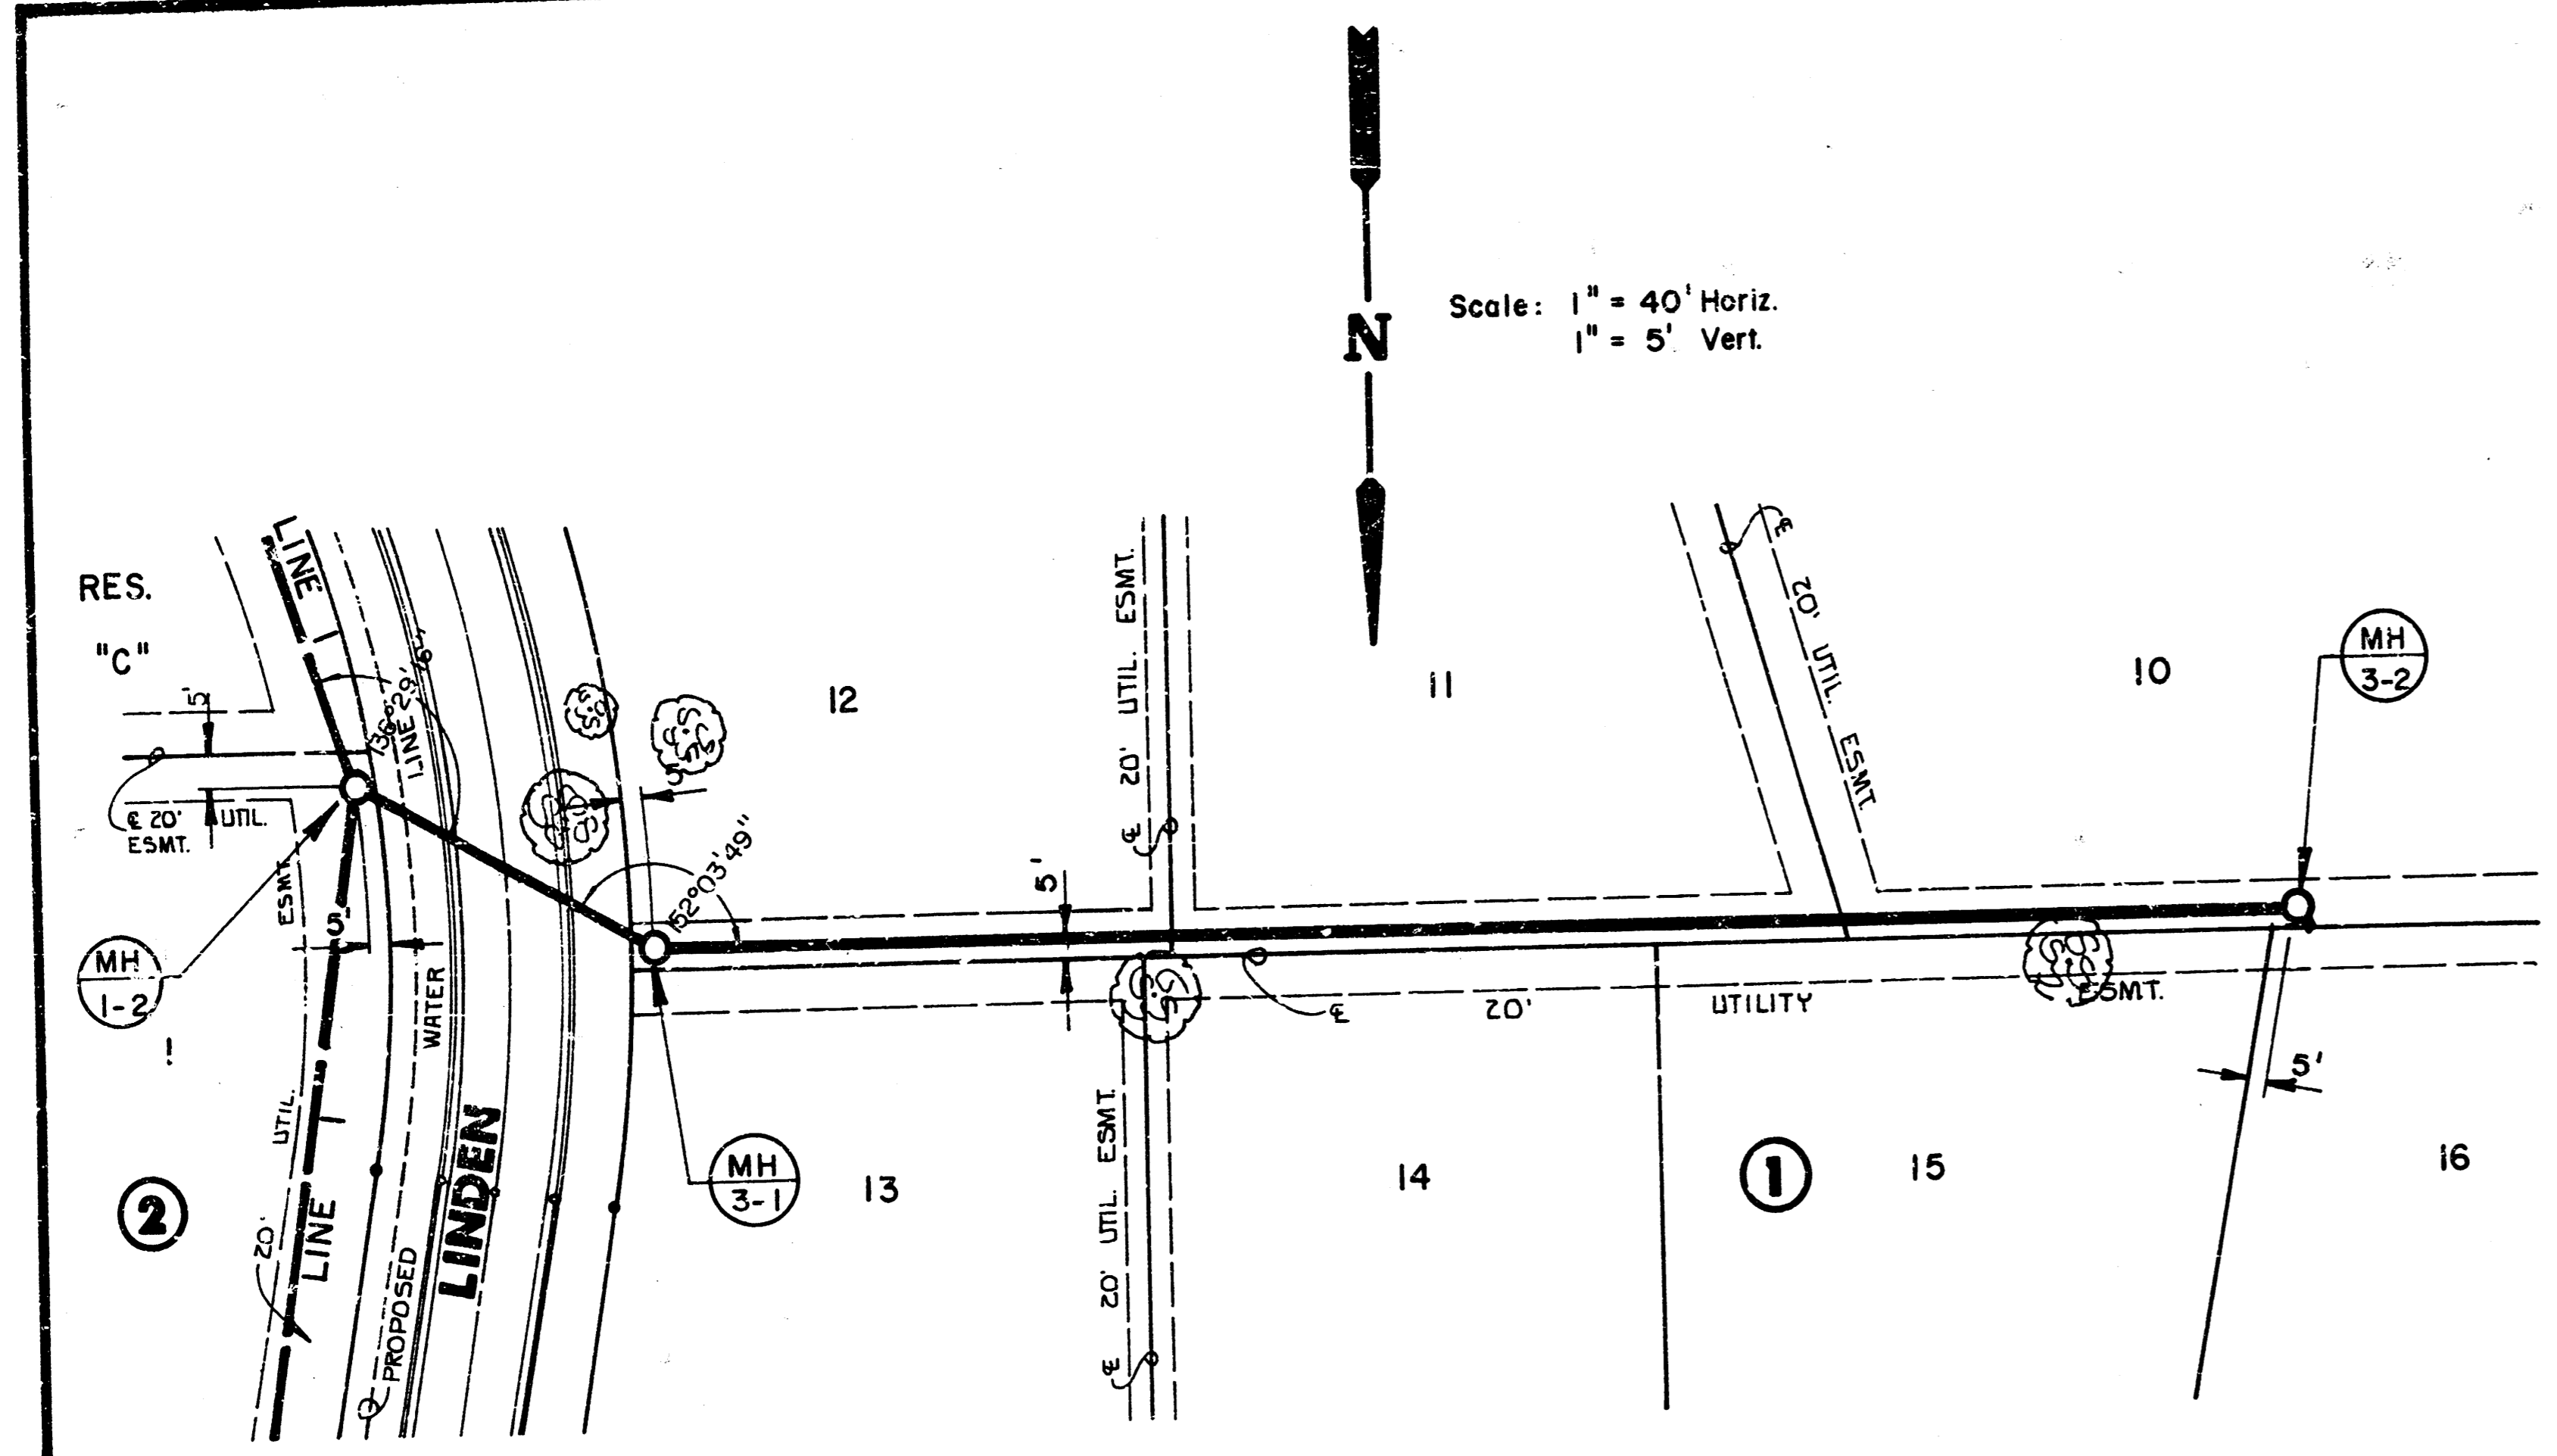 N
Scale: 1" = 40' Horiz.
1" = 5' Vert.
LINE 1
RES.
"C"
5'
136°29'16"
LINE
12
11
10
20' UTIL. ESMT.
℄
℄
20' UTIL. ESMT.
MH
3-2
5'
152°03'49"
℄ 20' UTIL.
ESMT.
5'
℄
20' UTILITY ESMT.
5'
MH
1-2
1
5'
ESMT.
UTIL.
20'
WATER
PROPOSED
LINE 1
LINDEN
2
MH
3-1
13
20' UTIL. ESMT.
℄
14
1
15
16